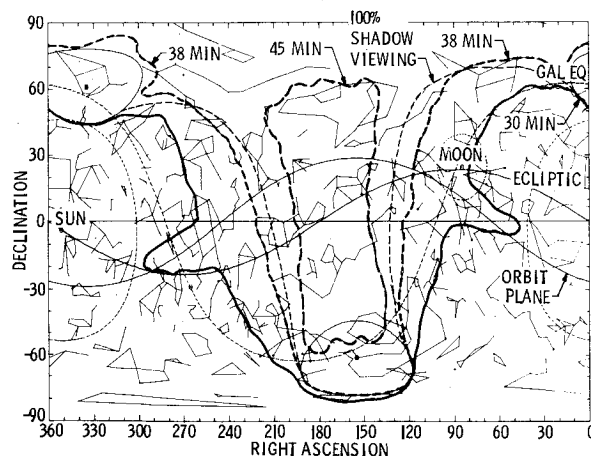 100%
SHADOW
VIEWING
38 MIN
45 MIN
38 MIN
GAL EQ
30 MIN
MOON
ECLIPTIC
SUN
ORBIT
PLANE
DECLINATION
90
60
30
0
-30
-60
-90
360 330 300 270 240 210 180 150 120 90 60 30 0
RIGHT ASCENSION